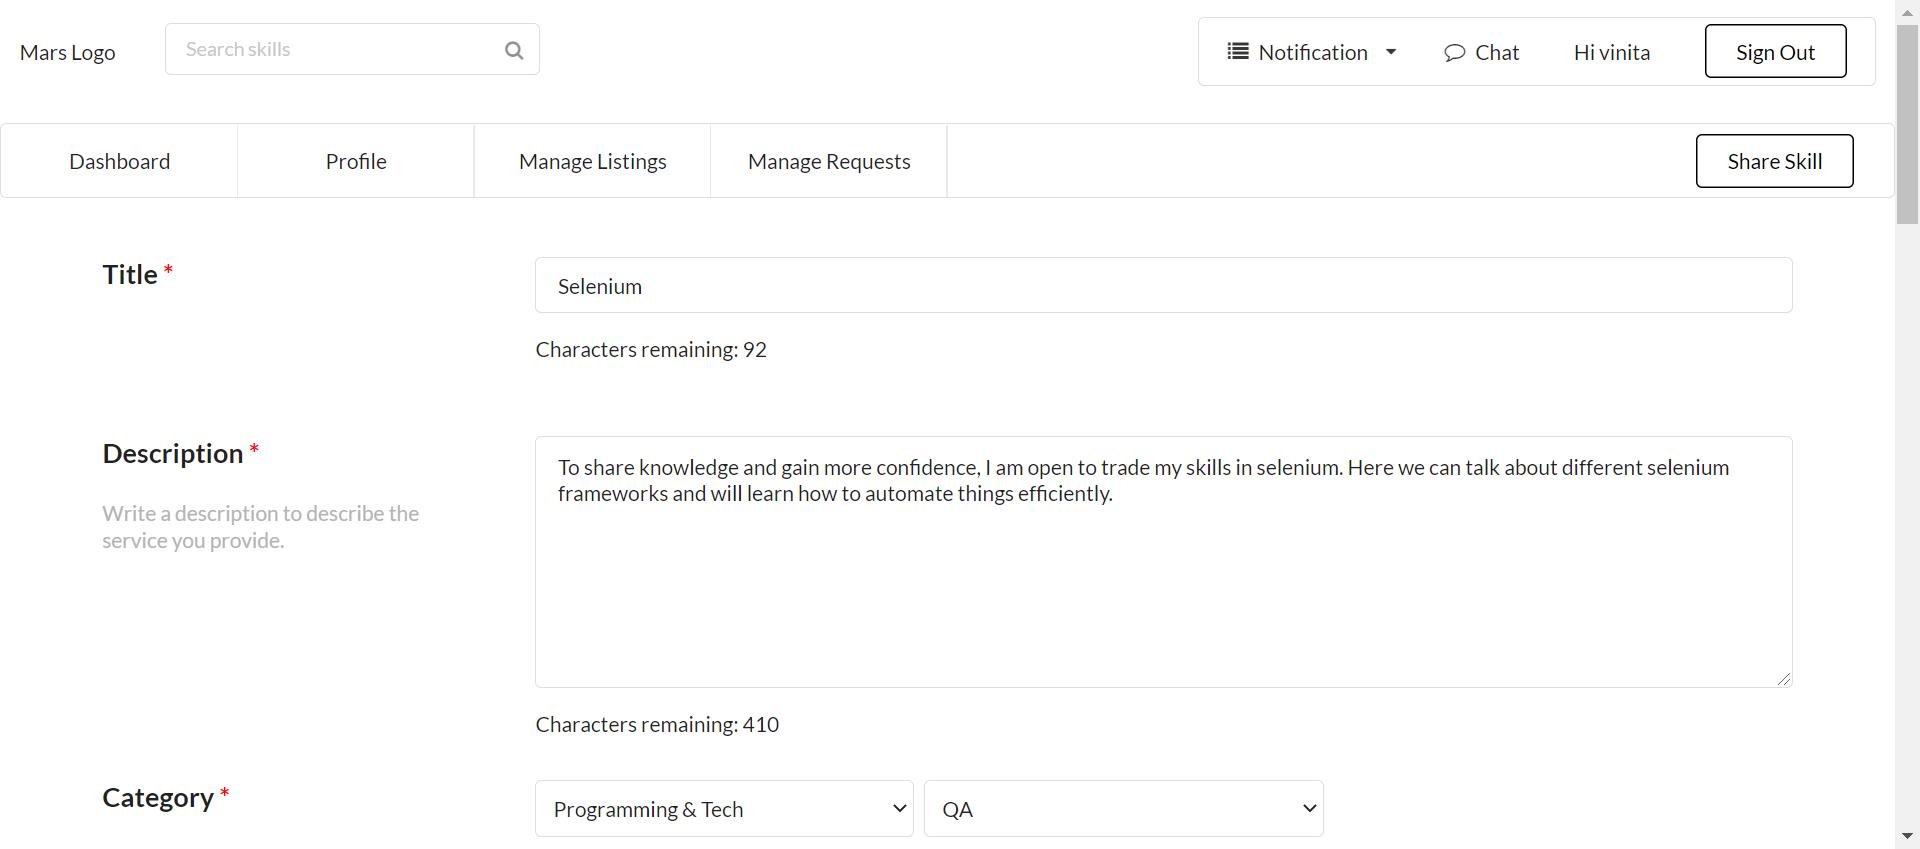 Mars Logo
Search skills
Notification
Chat
Hi vinita
Sign Out
Dashboard
Profile
Manage Listings
Manage Requests
Share Skill
Title *
Selenium
Characters remaining: 92
Description *
Write a description to describe the
service you provide.
To share knowledge and gain more confidence, I am open to trade my skills in selenium. Here we can talk about different selenium
frameworks and will learn how to automate things efficiently.
Characters remaining: 410
Category *
Programming & Tech
QA